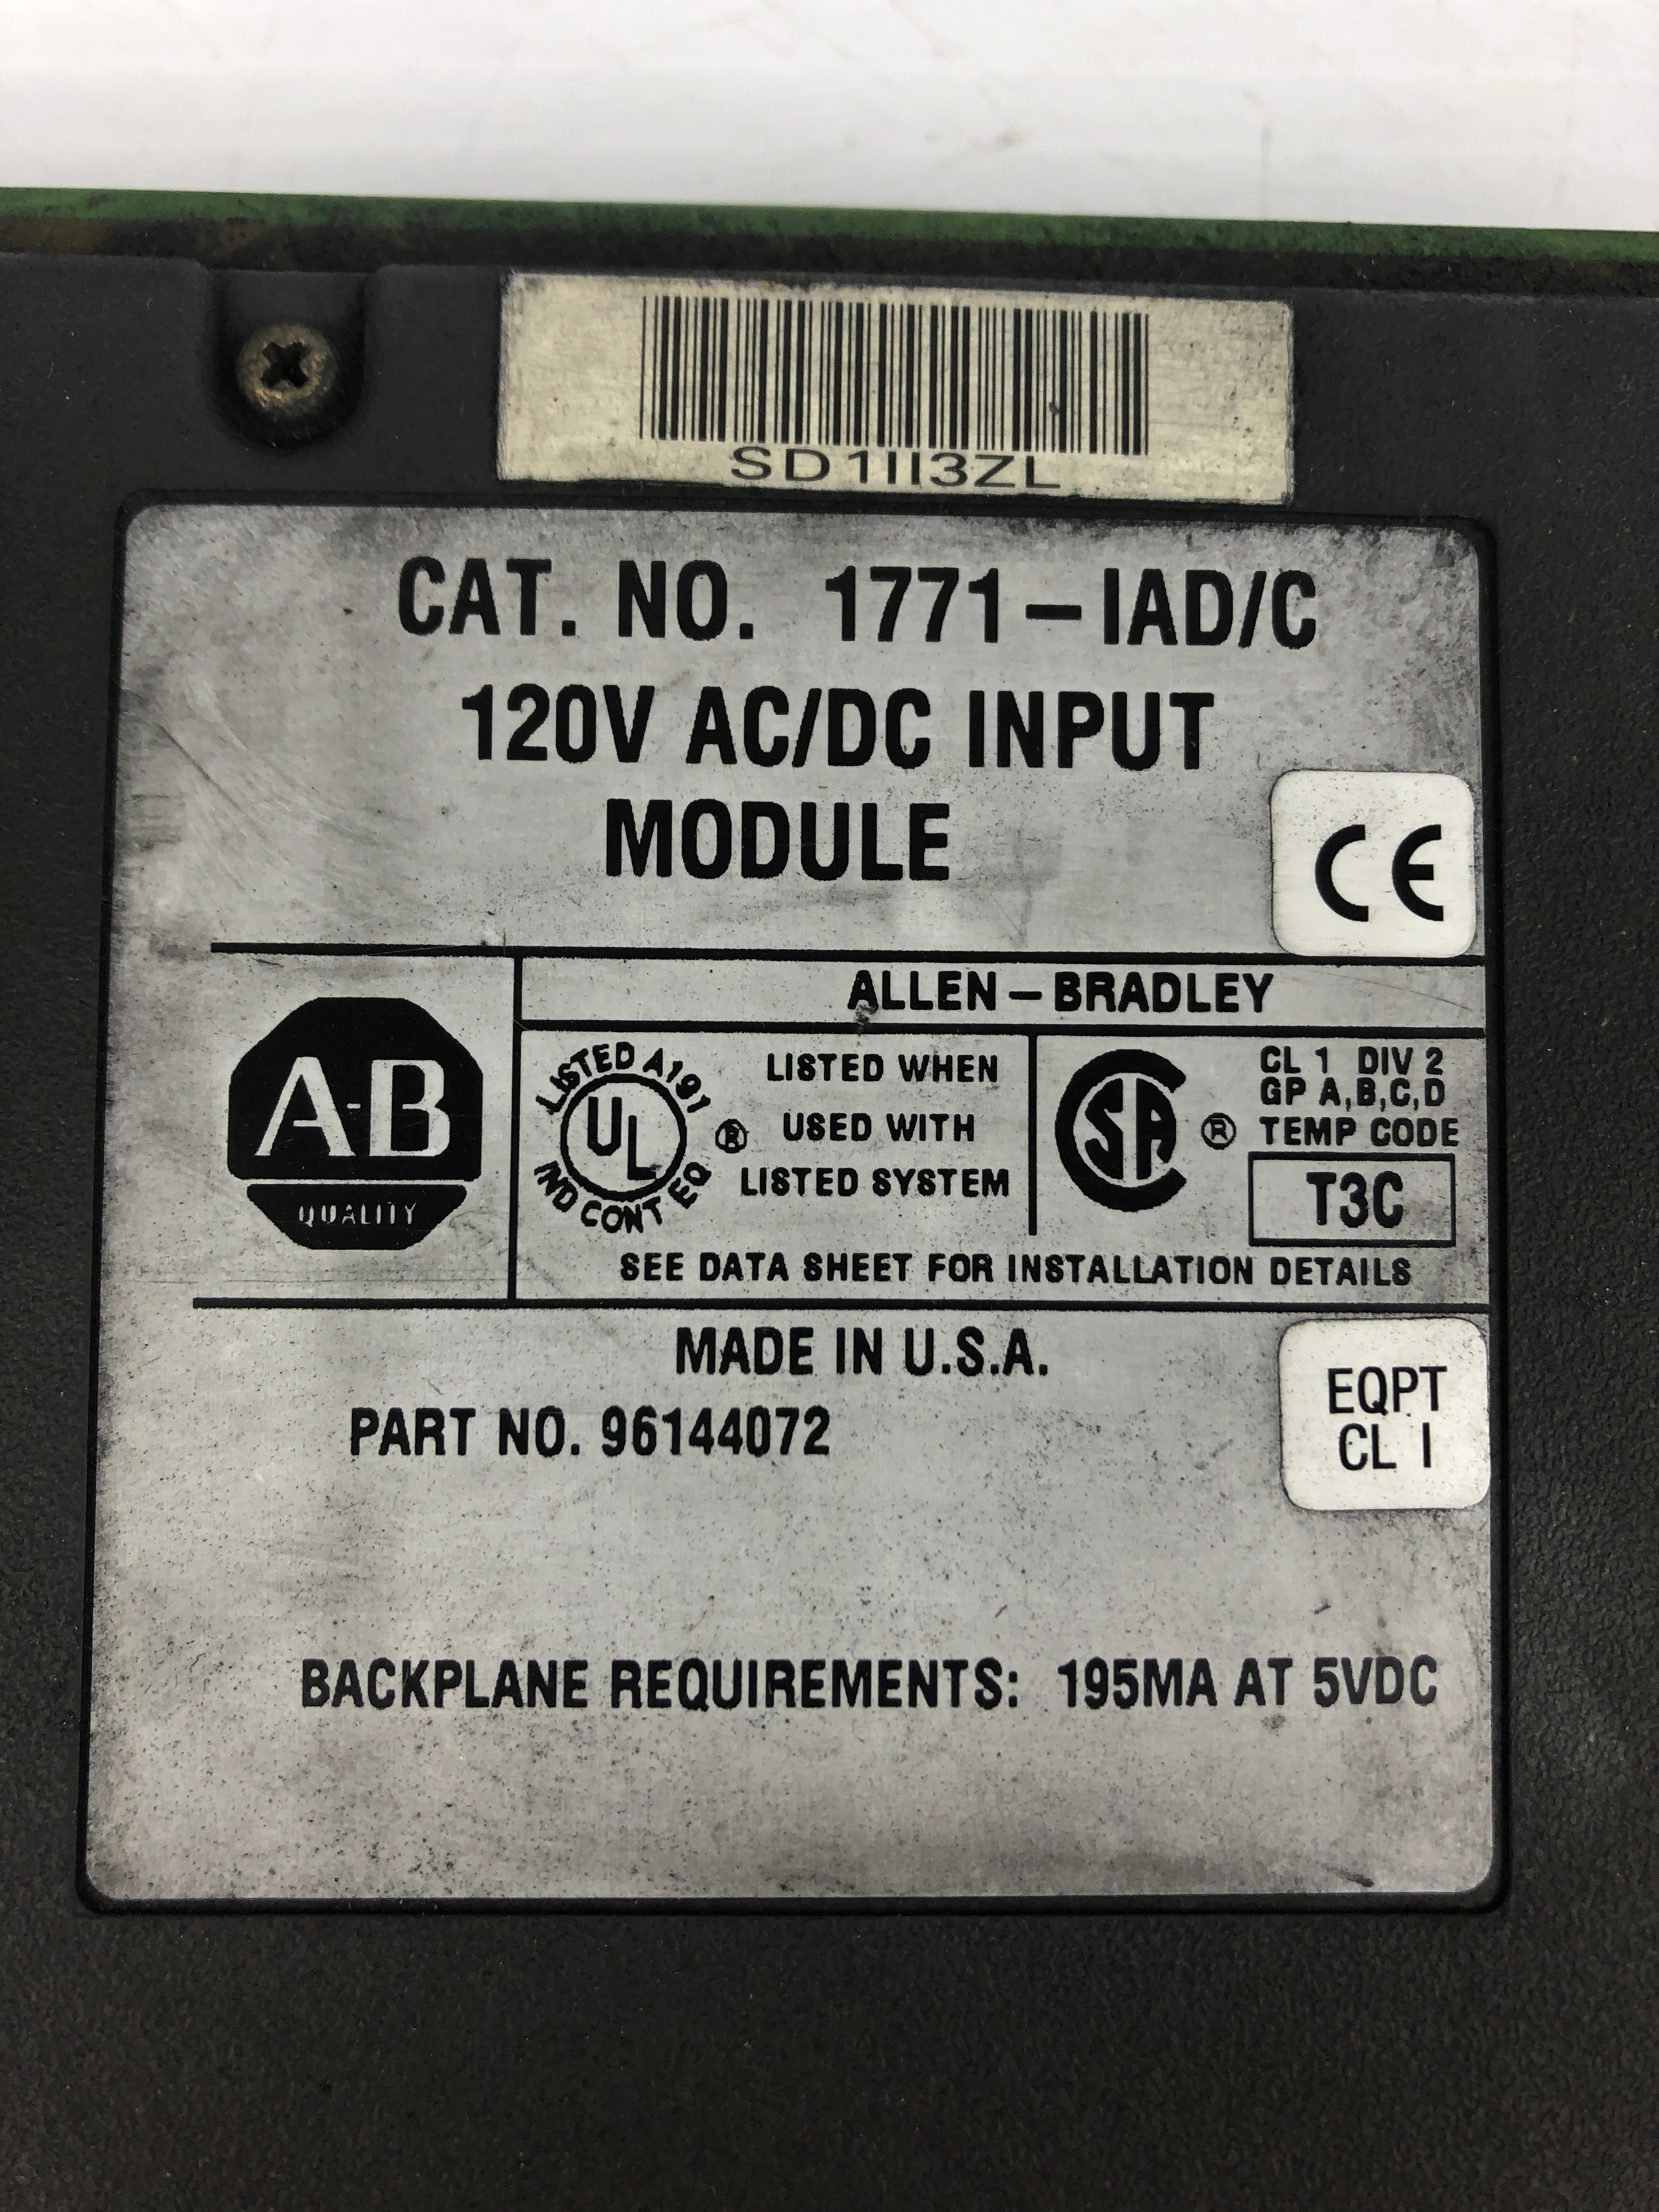 SD1II3ZL
CAT. NO. 1771-IAD/C
120V AC/DC INPUT
MODULE
CE
ALLEN-BRADLEY
A-B
QUALITY
LISTED A191
UL
IND CONT EQ
®
LISTED WHEN
USED WITH
LISTED SYSTEM
CSA
®
CL 1 DIV 2
GP A,B,C,D
TEMP CODE
T3C
SEE DATA SHEET FOR INSTALLATION DETAILS
MADE IN U.S.A.
PART NO. 96144072
EQPT
CL I
BACKPLANE REQUIREMENTS: 195MA AT 5VDC